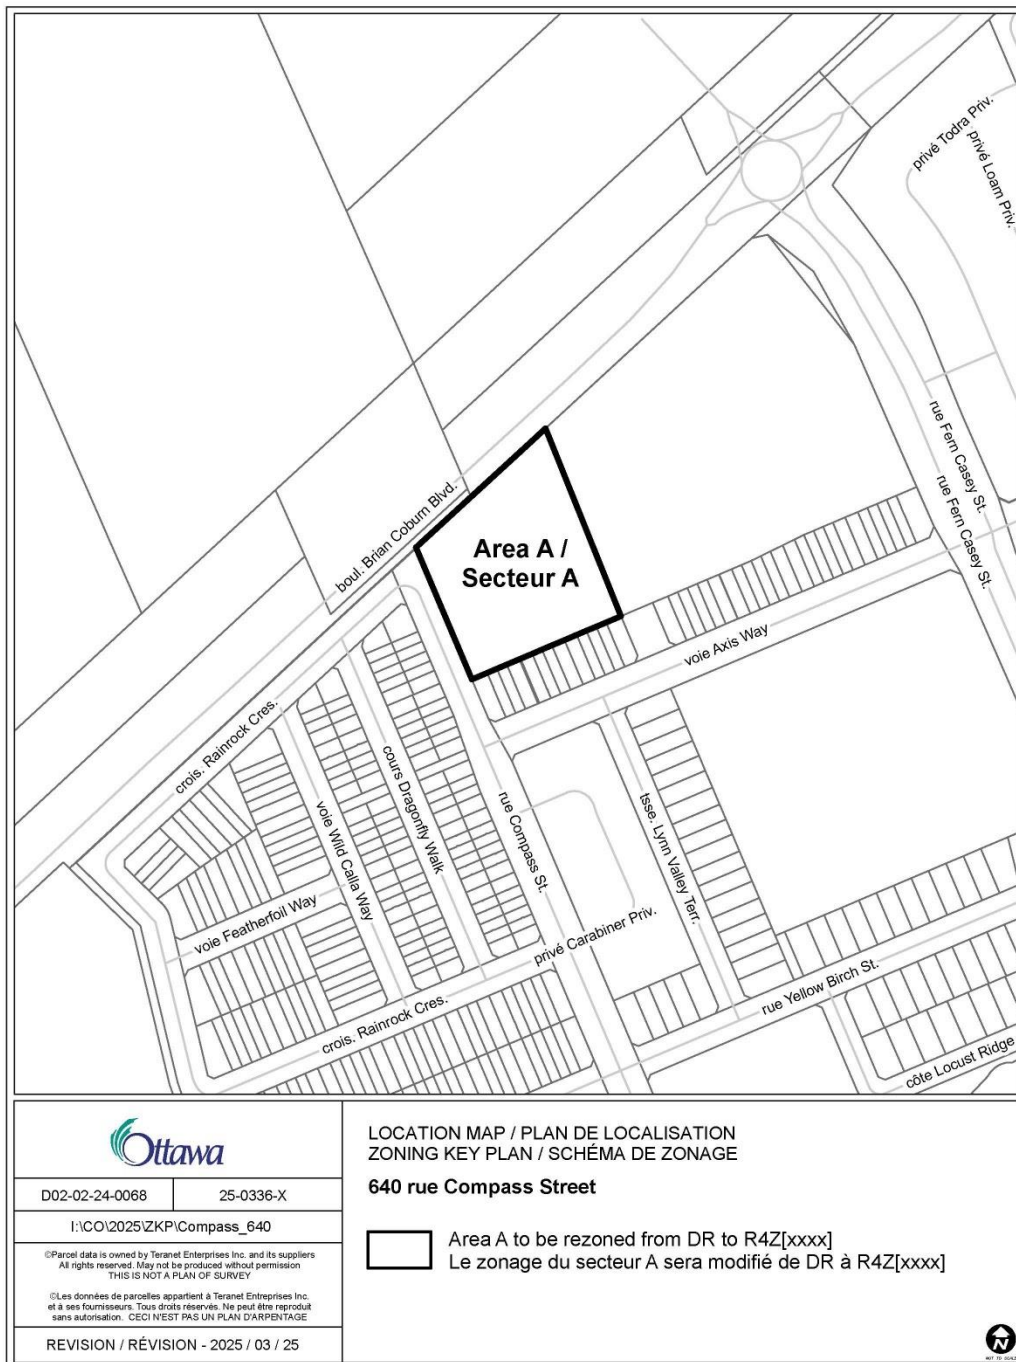 privé Todra Priv.
privé Loam Priv.
rue Fern Casey St.
rue Fern Casey St.
boul. Brian Coburn Blvd.
Area A /
Secteur A
voie Axis Way
crois. Rainrock Cres.
cours Dragonfly Walk
voie Wild Calla Way
rue Compass St.
tsse. Lynn Valley Terr.
voie Featherfoil Way
privé Carabiner Priv.
crois. Rainrock Cres.
rue Yellow Birch St.
côte Locust Ridge
Ottawa
D02-02-24-0068
25-0336-X
I:\CO\2025\ZKP\Compass_640
©Parcel data is owned by Teranet Enterprises Inc. and its suppliers
All rights reserved. May not be produced without permission
THIS IS NOT A PLAN OF SURVEY
©Les données de parcelles appartient à Teranet Entreprises Inc.
et à ses fournisseurs. Tous droits réservés. Ne peut être reproduit
sans autorisation. CECI N'EST PAS UN PLAN D'ARPENTAGE
REVISION / RÉVISION - 2025 / 03 / 25
LOCATION MAP / PLAN DE LOCALISATION
ZONING KEY PLAN / SCHÉMA DE ZONAGE
640 rue Compass Street
Area A to be rezoned from DR to R4Z[xxxx]
Le zonage du secteur A sera modifié de DR à R4Z[xxxx]
N
NOT TO SCALE